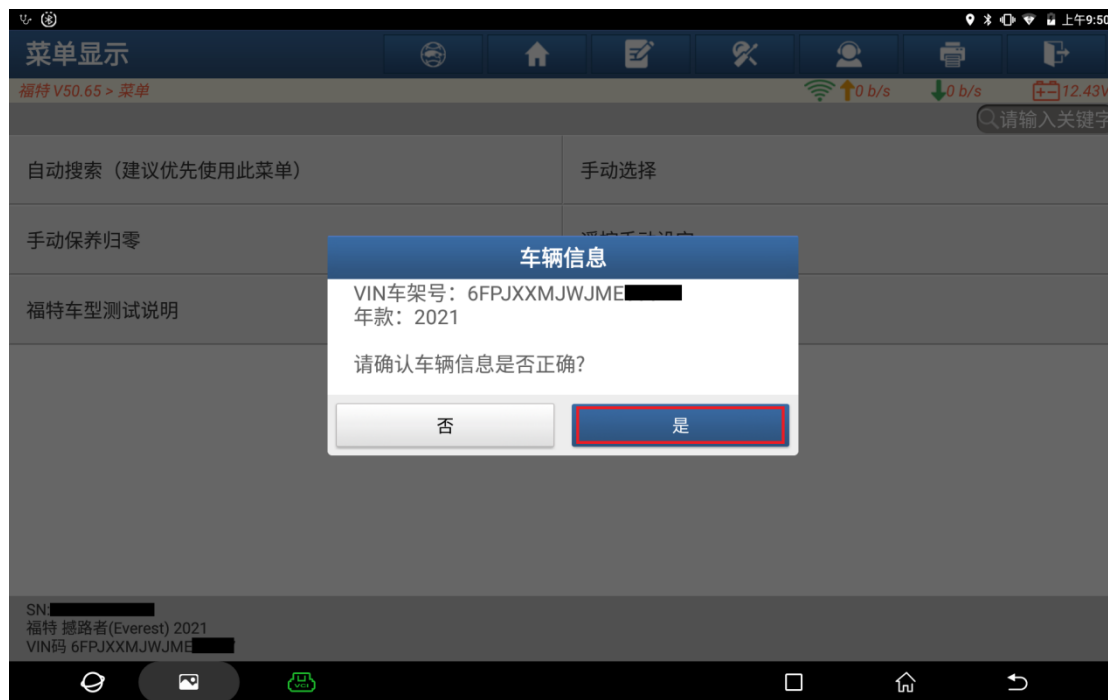 上午9:50
菜单显示
福特 V50.65 > 菜单
0 b/s
0 b/s
12.43V
请输入关键字
自动搜索（建议优先使用此菜单）
手动选择
手动保养归零
福特车型测试说明
车辆信息
VIN车架号：6FPJXXMJWJME
年款：2021
请确认车辆信息是否正确?
否
是
SN:
福特 撼路者(Everest) 2021
VIN码 6FPJXXMJWJME
VCI